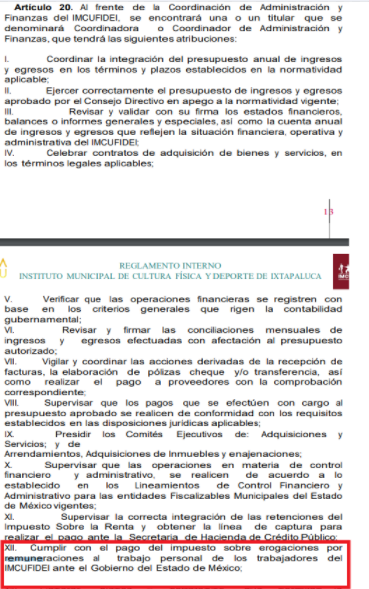 Artículo 20. Al frente de la Coordinación de Administración y
Finanzas del IMCUFIDEI, se encontrará una o un titular que se
denominará Coordinadora o Coordinador de Administración y
Finanzas, que tendrá las siguientes atribuciones:
I. Coordinar la integración del presupuesto anual de ingresos
y egresos en los términos y plazos establecidos en la normatividad
aplicable;
II. Ejercer correctamente el presupuesto de ingresos y egresos
aprobado por el Consejo Directivo en apego a la normatividad vigente;
III. Revisar y validar con su firma los estados financieros,
balances o informes generales y especiales, así como la cuenta anual
de ingresos y egresos que reflejen la situación financiera, operativa y
administrativa del IMCUFIDEI;
IV. Celebrar contratos de adquisición de bienes y servicios, en
los términos legales aplicables;
13
REGLAMENTO INTERNO
INSTITUTO MUNICIPAL DE CULTURA FÍSICA Y DEPORTE DE IXTAPALUCA
V. Verificar que las operaciones financieras se registren con
base en los criterios generales que rigen la contabilidad
gubernamental;
VI. Revisar y firmar las conciliaciones mensuales de
ingresos y egresos efectuadas con afectación al presupuesto
autorizado;
VII. Vigilar y coordinar las acciones derivadas de la recepción de
facturas, la elaboración de pólizas cheque y/o transferencia, así
como realizar el pago a proveedores con la comprobación
correspondiente;
VIII. Supervisar que los pagos que se efectúen con cargo al
presupuesto aprobado se realicen de conformidad con los requisitos
establecidos en las disposiciones jurídicas aplicables;
IX. Presidir los Comités Ejecutivos de: Adquisiciones y
Servicios; y de
Arrendamientos, Adquisiciones de Inmuebles y enajenaciones;
X. Supervisar que las operaciones en materia de control
financiero y administrativo, se realicen de acuerdo a lo
establecido en los Lineamientos de Control Financiero y
Administrativo para las entidades Fiscalizables Municipales del Estado
de México vigentes;
XI. Supervisar la correcta integración de las retenciones del
Impuesto Sobre la Renta y obtener la línea de captura para
realizar el pago ante la Secretaria de Hacienda de Crédito Público;
XII. Cumplir con el pago del impuesto sobre erogaciones por
remuneraciones al trabajo personal de los trabajadores del
IMCUFIDEI ante el Gobierno del Estado de México;